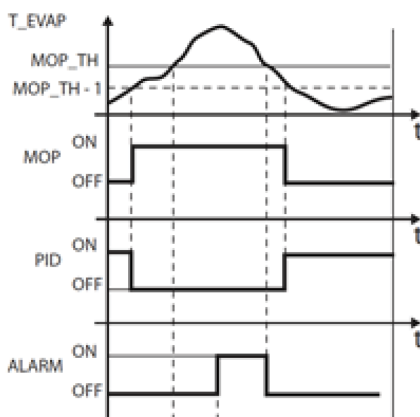 T_EVAP
MOP_TH
MOP_TH - 1
t
MOP
ON
OFF
t
PID
ON
OFF
t
ALARM
ON
OFF